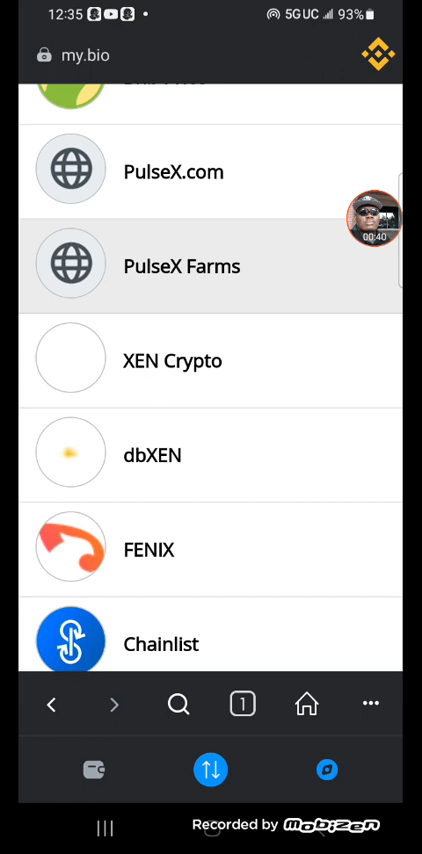 12:35
5G UC 93%
my.bio
PulseX.com
00:40
PulseX Farms
XEN Crypto
dbXEN
FENIX
Chainlist
1
Recorded by Mobizen